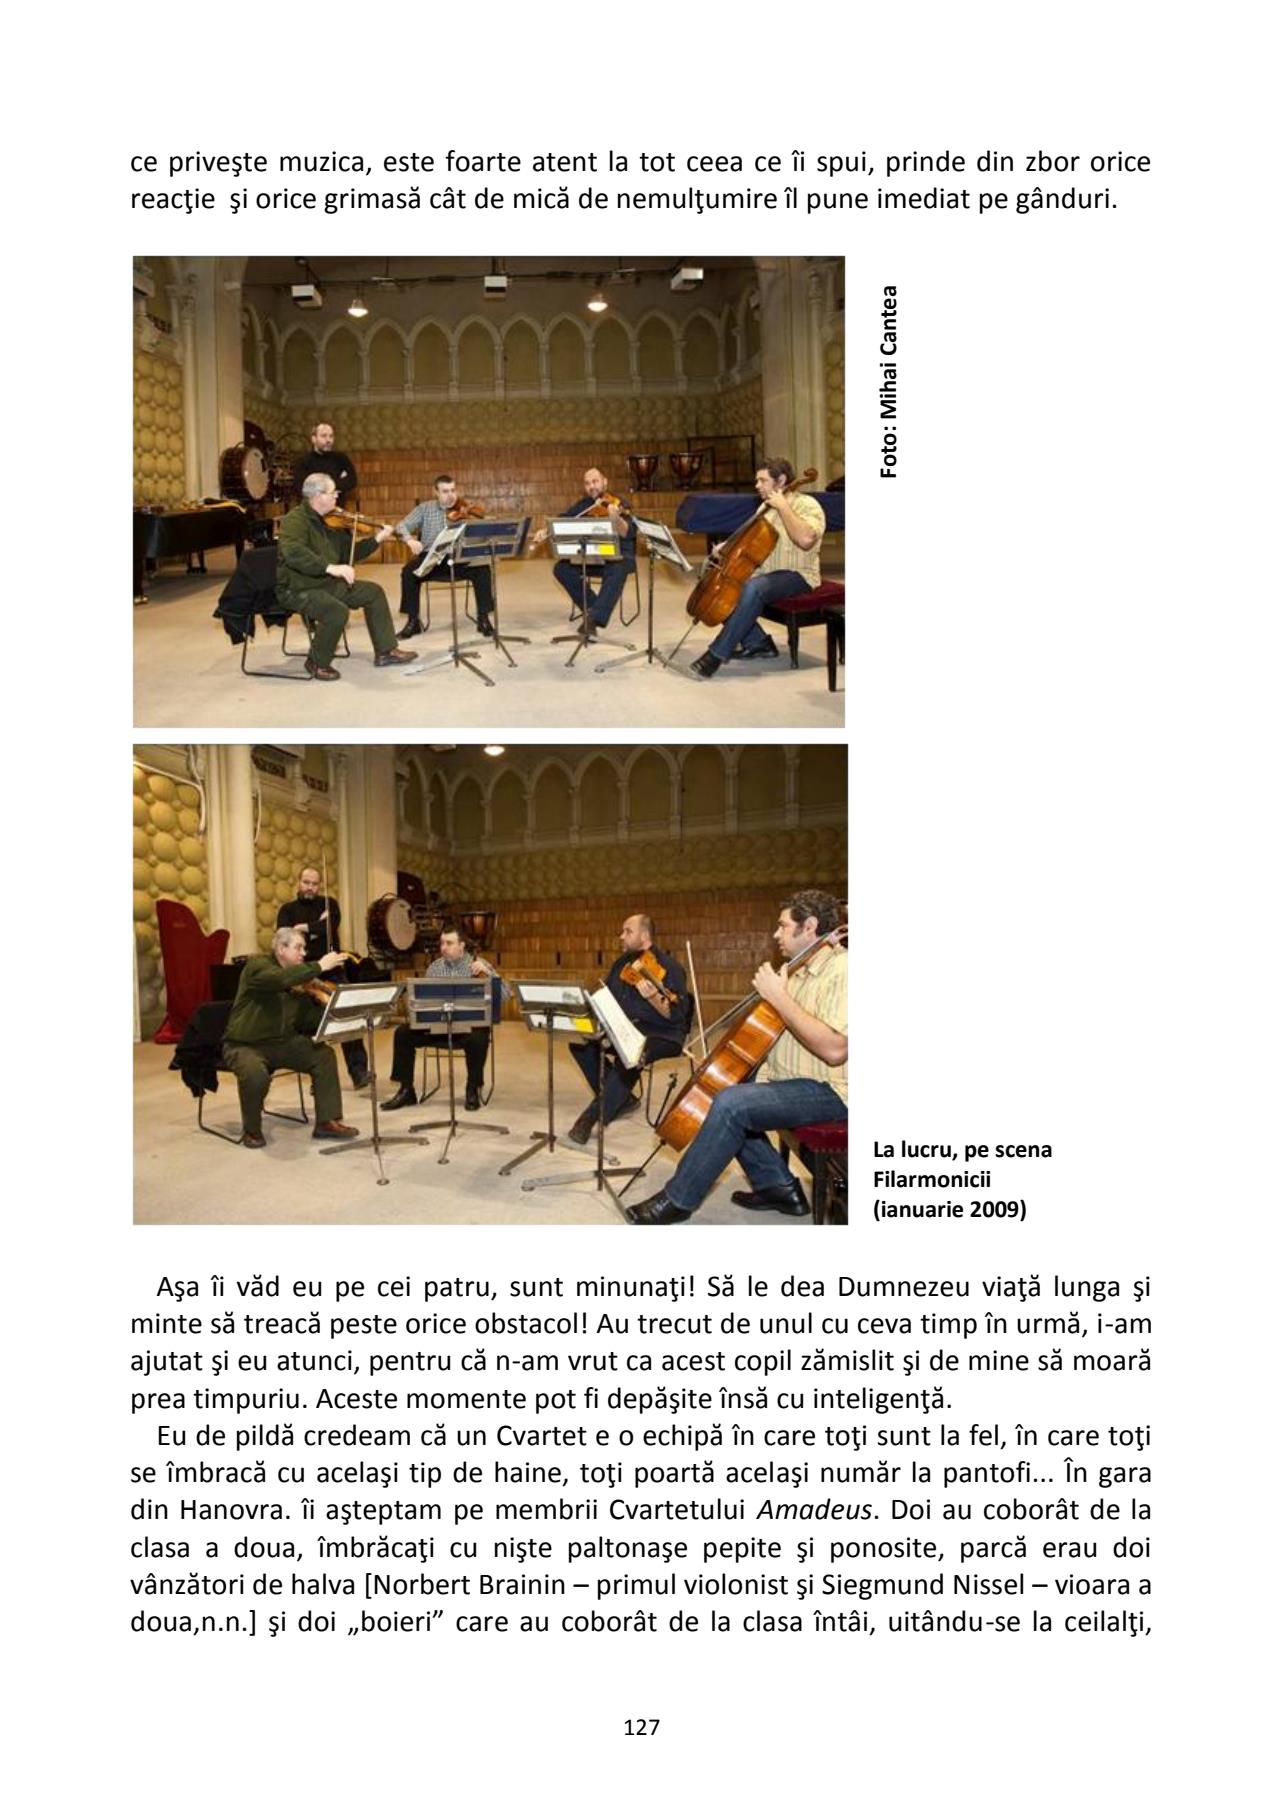 ce priveşte muzica, este foarte atent la tot ceea ce îi spui, prinde din zbor orice
reacţie şi orice grimasă cât de mică de nemulţumire îl pune imediat pe gânduri.
Foto: Mihai Cantea
La lucru, pe scena
Filarmonicii
(ianuarie 2009)
Aşa îi văd eu pe cei patru, sunt minunaţi! Să le dea Dumnezeu viaţă lunga şi
minte să treacă peste orice obstacol! Au trecut de unul cu ceva timp în urmă, i-am
ajutat şi eu atunci, pentru că n-am vrut ca acest copil zămislit şi de mine să moară
prea timpuriu. Aceste momente pot fi depăşite însă cu inteligenţă.
Eu de pildă credeam că un Cvartet e o echipă în care toţi sunt la fel, în care toţi
se îmbracă cu acelaşi tip de haine, toţi poartă acelaşi număr la pantofi... În gara
din Hanovra. îi aşteptam pe membrii Cvartetului Amadeus. Doi au coborât de la
clasa a doua, îmbrăcaţi cu nişte paltonaşe pepite şi ponosite, parcă erau doi
vânzători de halva [Norbert Brainin – primul violonist şi Siegmund Nissel – vioara a
doua,n.n.] şi doi „boieri” care au coborât de la clasa întâi, uitându-se la ceilalţi,
127